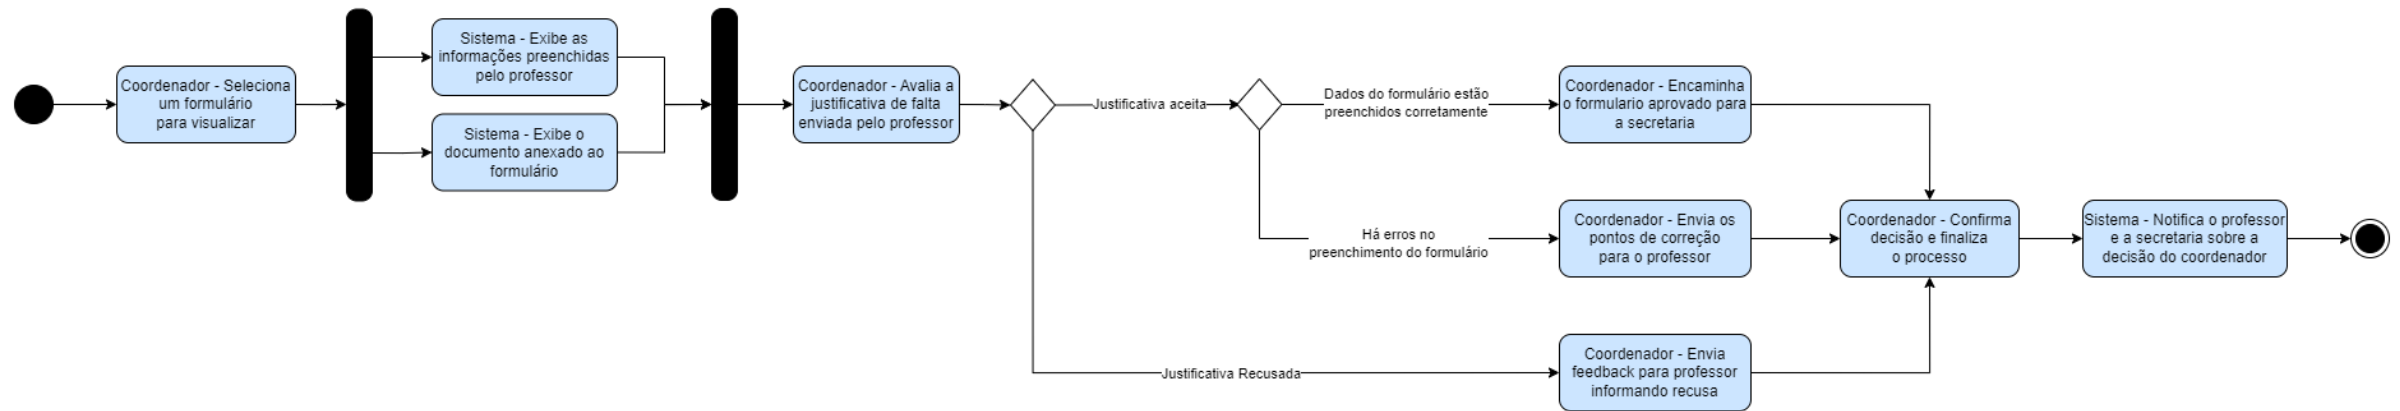 Coordenador - Seleciona
um formulário
para visualizar
Sistema - Exibe as
informações preenchidas
pelo professor
Sistema - Exibe o
documento anexado ao
formulário
Coordenador - Avalia a
justificativa de falta
enviada pelo professor
Justificativa aceita
Dados do formulário estão
preenchidos corretamente
Coordenador - Encaminha
o formulario aprovado para
a secretaria
Há erros no
preenchimento do formulário
Coordenador - Envia os
pontos de correção
para o professor
Justificativa Recusada
Coordenador - Envia
feedback para professor
informando recusa
Coordenador - Confirma
decisão e finaliza
o processo
Sistema - Notifica o professor
e a secretaria sobre a
decisão do coordenador